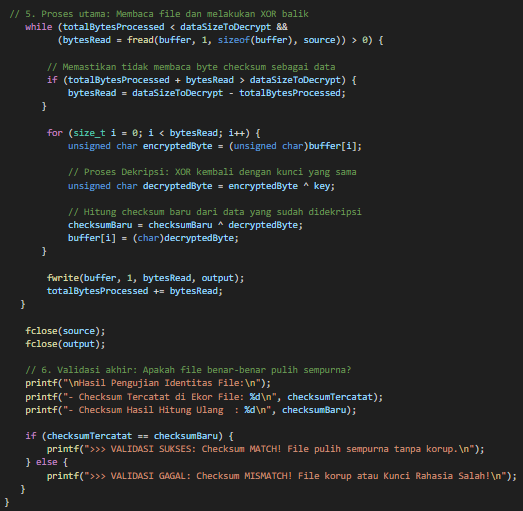 // 5. Proses utama: Membaca file dan melakukan XOR balik
while (totalBytesProcessed < dataSizeToDecrypt &&
(bytesRead = fread(buffer, 1, sizeof(buffer), source)) > 0) {
// Memastikan tidak membaca byte checksum sebagai data
if (totalBytesProcessed + bytesRead > dataSizeToDecrypt) {
bytesRead = dataSizeToDecrypt - totalBytesProcessed;
}
for (size_t i = 0; i < bytesRead; i++) {
unsigned char encryptedByte = (unsigned char)buffer[i];
// Proses Dekripsi: XOR kembali dengan kunci yang sama
unsigned char decryptedByte = encryptedByte ^ key;
// Hitung checksum baru dari data yang sudah didekripsi
checksumBaru = checksumBaru ^ decryptedByte;
buffer[i] = (char)decryptedByte;
}
fwrite(buffer, 1, bytesRead, output);
totalBytesProcessed += bytesRead;
}
fclose(source);
fclose(output);
// 6. Validasi akhir: Apakah file benar-benar pulih sempurna?
printf("\nHasil Pengujian Identitas File:\n");
printf("- Checksum Tercatat di Ekor File: %d\n", checksumTercatat);
printf("- Checksum Hasil Hitung Ulang  : %d\n", checksumBaru);
if (checksumTercatat == checksumBaru) {
printf(">>> VALIDASI SUKSES: Checksum MATCH! File pulih sempurna tanpa korup.\n");
} else {
printf(">>> VALIDASI GAGAL: Checksum MISMATCH! File korup atau Kunci Rahasia Salah!\n");
}
}